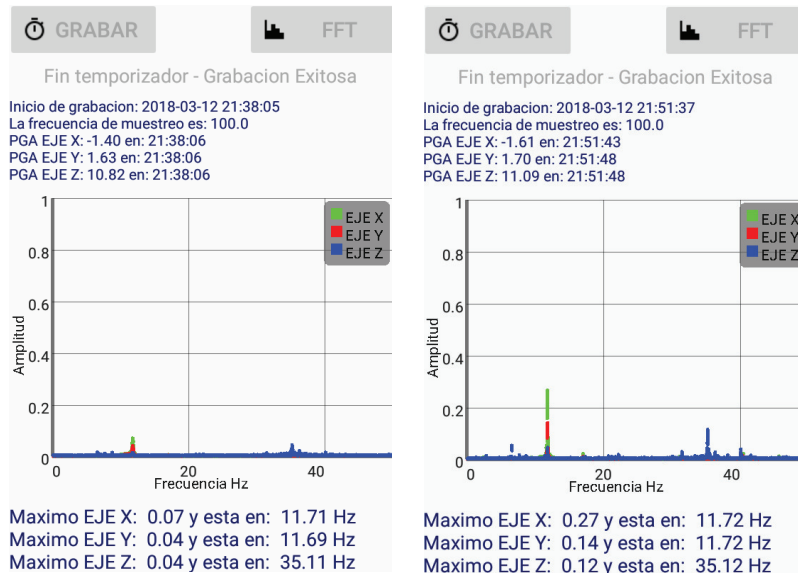 GRABAR
FFT
Fin temporizador - Grabacion Exitosa
Inicio de grabacion: 2018-03-12 21:38:05
La frecuencia de muestreo es: 100.0
PGA EJE X: -1.40 en: 21:38:06
PGA EJE Y: 1.63 en: 21:38:06
PGA EJE Z: 10.82 en: 21:38:06
1
0.8
0.6
0.4
0.2
0
Amplitud
EJE X
EJE Y
EJE Z
0
20
40
Frecuencia Hz
Maximo EJE X: 0.07 y esta en: 11.71 Hz
Maximo EJE Y: 0.04 y esta en: 11.69 Hz
Maximo EJE Z: 0.04 y esta en: 35.11 Hz
GRABAR
FFT
Fin temporizador - Grabacion Exitosa
Inicio de grabacion: 2018-03-12 21:51:37
La frecuencia de muestreo es: 100.0
PGA EJE X: -1.61 en: 21:51:43
PGA EJE Y: 1.70 en: 21:51:48
PGA EJE Z: 11.09 en: 21:51:48
1
0.8
0.6
0.4
0.2
0
Amplitud
EJE X
EJE Y
EJE Z
0
20
40
Frecuencia Hz
Maximo EJE X: 0.27 y esta en: 11.72 Hz
Maximo EJE Y: 0.14 y esta en: 11.72 Hz
Maximo EJE Z: 0.12 y esta en: 35.12 Hz